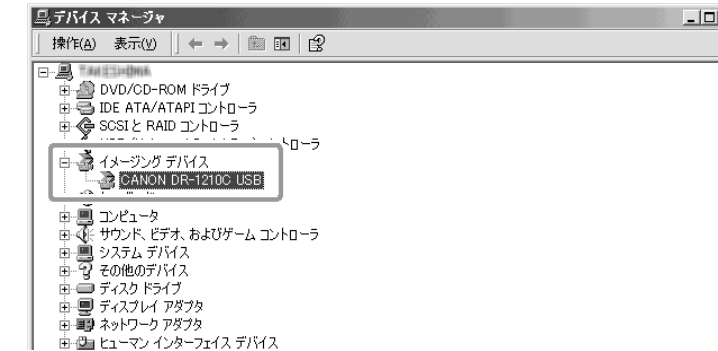 デバイス マネージャ
操作(A) 表示(V)
DVD/CD-ROM ドライブ
IDE ATA/ATAPI コントローラ
SCSI と RAID コントローラ
コントローラ
イメージング デバイス
CANON DR-1210C USB
コンピュータ
サウンド、ビデオ、およびゲーム コントローラ
システム デバイス
その他のデバイス
ディスク ドライブ
ディスプレイ アダプタ
ネットワーク アダプタ
ヒューマン インターフェイス デバイス